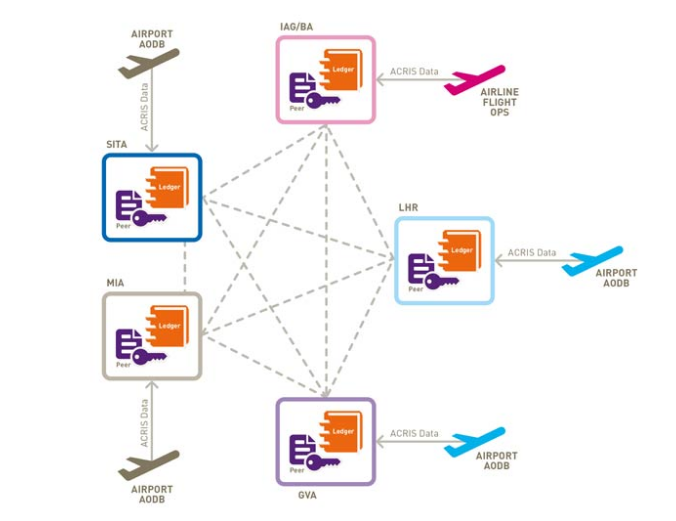 AIRPORT
AODB
IAG/BA
Ledger
Peer
ACRIS Data
AIRLINE
FLIGHT
OPS
ACRIS Data
SITA
Ledger
Peer
LHR
Ledger
Peer
ACRIS Data
AIRPORT
AODB
MIA
Ledger
Peer
ACRIS Data
AIRPORT
AODB
Ledger
Peer
GVA
ACRIS Data
AIRPORT
AODB